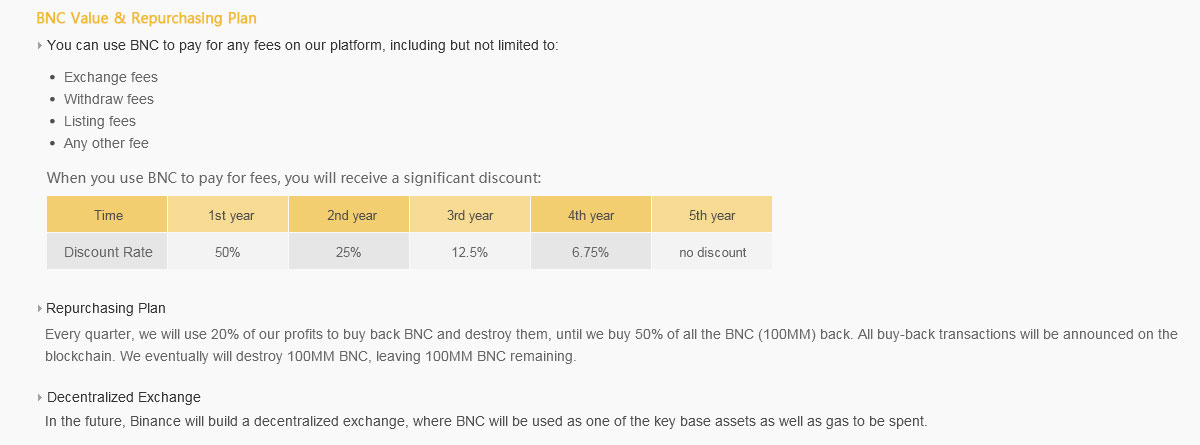 BNC Value & Repurchasing Plan
You can use BNC to pay for any fees on our platform, including but not limited to:
• Exchange fees
• Withdraw fees
• Listing fees
• Any other fee
When you use BNC to pay for fees, you will receive a significant discount:
Time 1st year 2nd year 3rd year 4th year 5th year
Discount Rate 50% 25% 12.5% 6.75% no discount
Repurchasing Plan
Every quarter, we will use 20% of our profits to buy back BNC and destroy them, until we buy 50% of all the BNC (100MM) back. All buy-back transactions will be announced on the
blockchain. We eventually will destroy 100MM BNC, leaving 100MM BNC remaining.
Decentralized Exchange
In the future, Binance will build a decentralized exchange, where BNC will be used as one of the key base assets as well as gas to be spent.